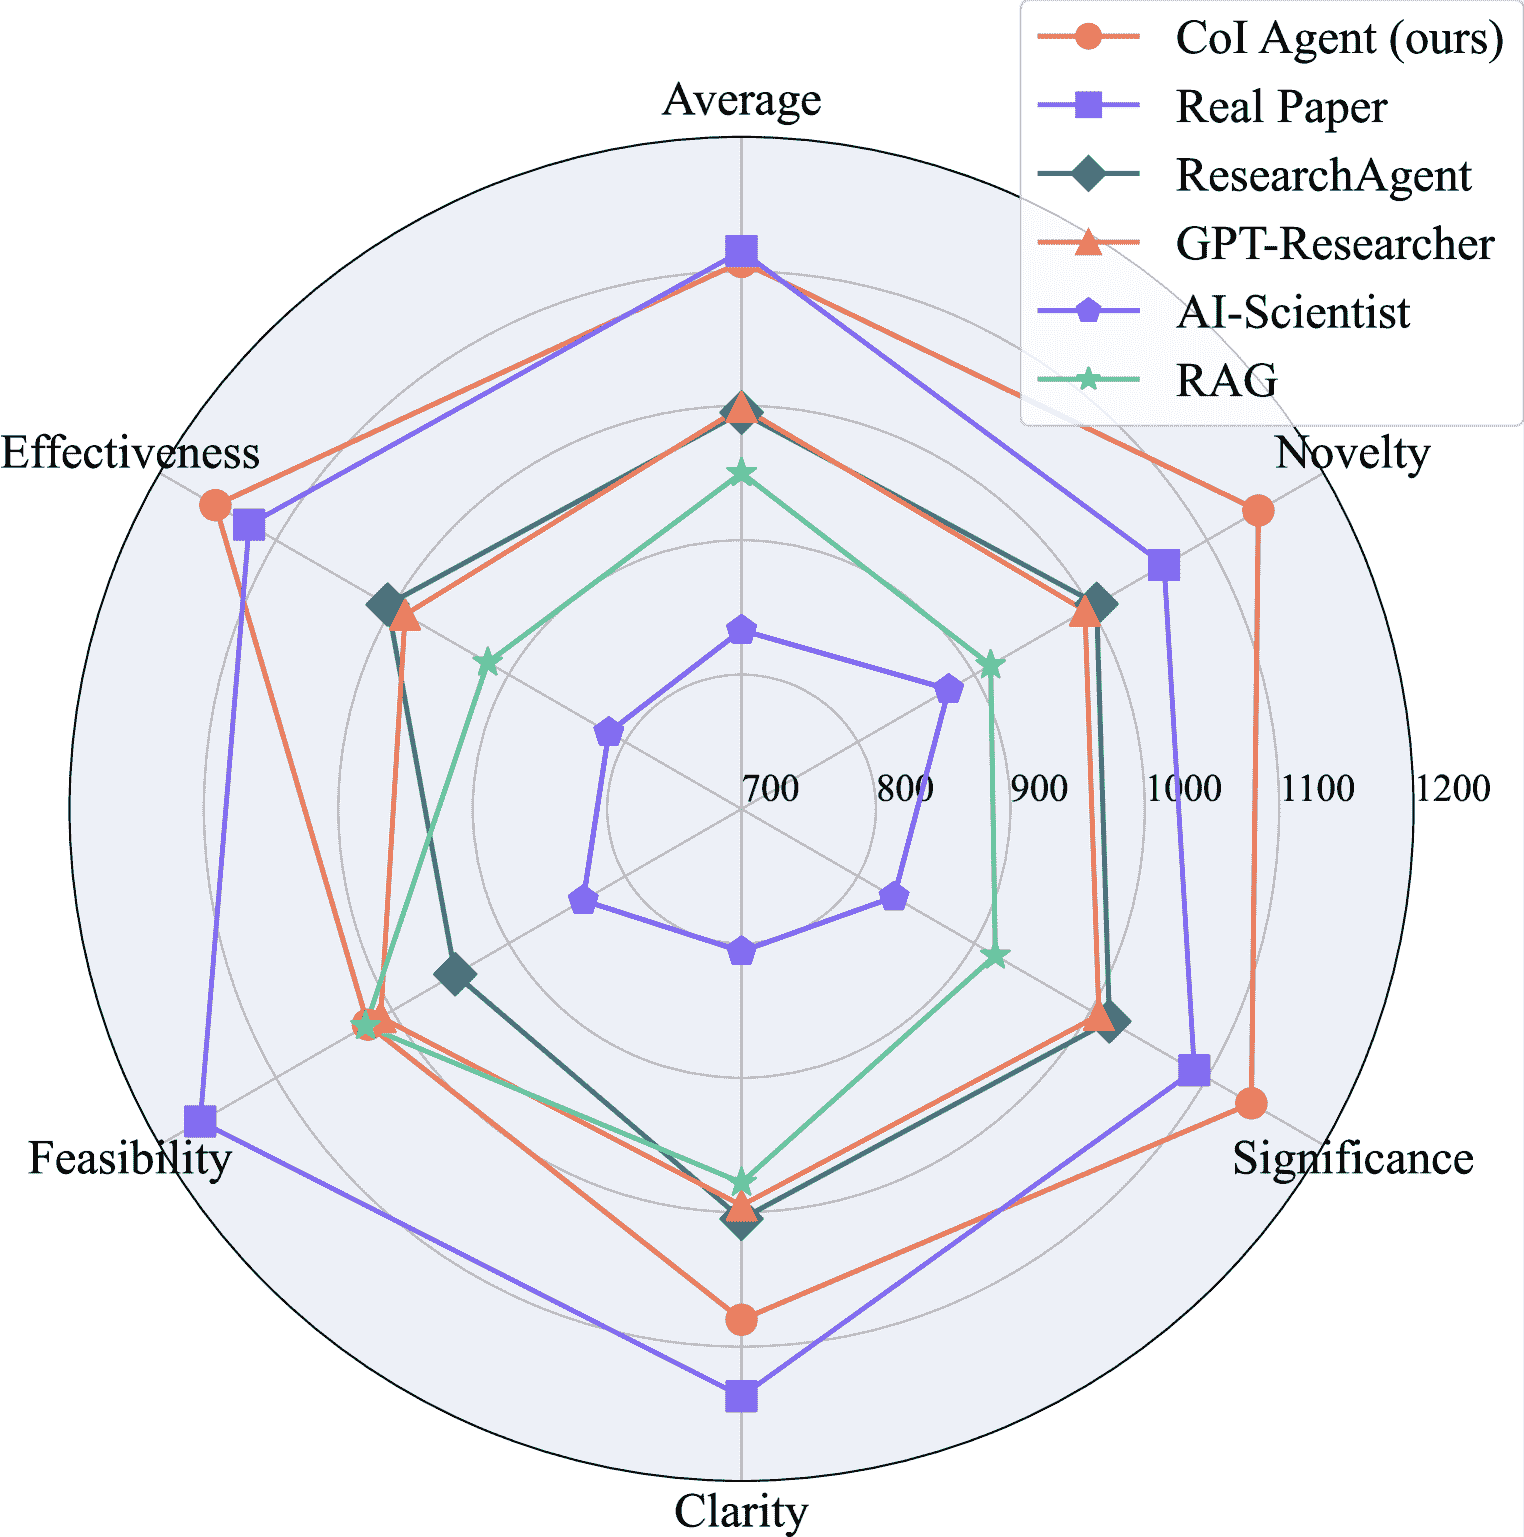 CoI Agent (ours)
Real Paper
ResearchAgent
GPT-Researcher
AI-Scientist
RAG
Average
Effectiveness
Novelty
700 800 900 1000 1100 1200
Feasibility
Significance
Clarity